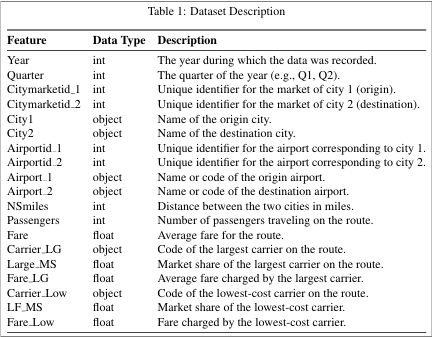 Table 1: Dataset Description
Feature Data Type Description
Year int The year during which the data was recorded.
Quarter int The quarter of the year (e.g., Q1, Q2).
Citymarketid_1 int Unique identifier for the market of city 1 (origin).
Citymarketid_2 int Unique identifier for the market of city 2 (destination).
City1 object Name of the origin city.
City2 object Name of the destination city.
Airportid_1 int Unique identifier for the airport corresponding to city 1.
Airportid_2 int Unique identifier for the airport corresponding to city 2.
Airport_1 object Name or code of the origin airport.
Airport_2 object Name or code of the destination airport.
NSmiles int Distance between the two cities in miles.
Passengers int Number of passengers traveling on the route.
Fare float Average fare for the route.
Carrier_LG object Code of the largest carrier on the route.
Large_MS float Market share of the largest carrier on the route.
Fare_LG float Average fare charged by the largest carrier.
Carrier_Low object Code of the lowest-cost carrier on the route.
LF_MS float Market share of the lowest-cost carrier.
Fare_Low float Fare charged by the lowest-cost carrier.